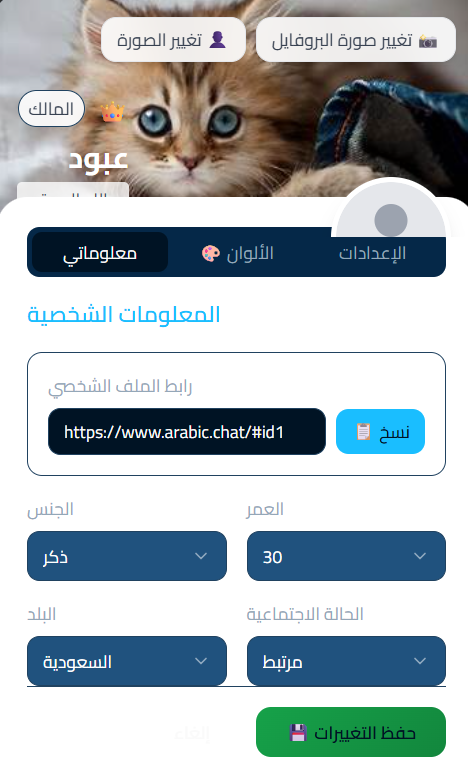 تغيير صورة البروفايل
تغيير الصورة
المالك
عبود
الإعدادات
الألوان
معلوماتي
المعلومات الشخصية
رابط الملف الشخصي
نسخ
https://www.arabic.chat/#id1
العمر
الجنس
30
ذكر
الحالة الاجتماعية
البلد
مرتبط
السعودية
حفظ التغييرات
إلغاء